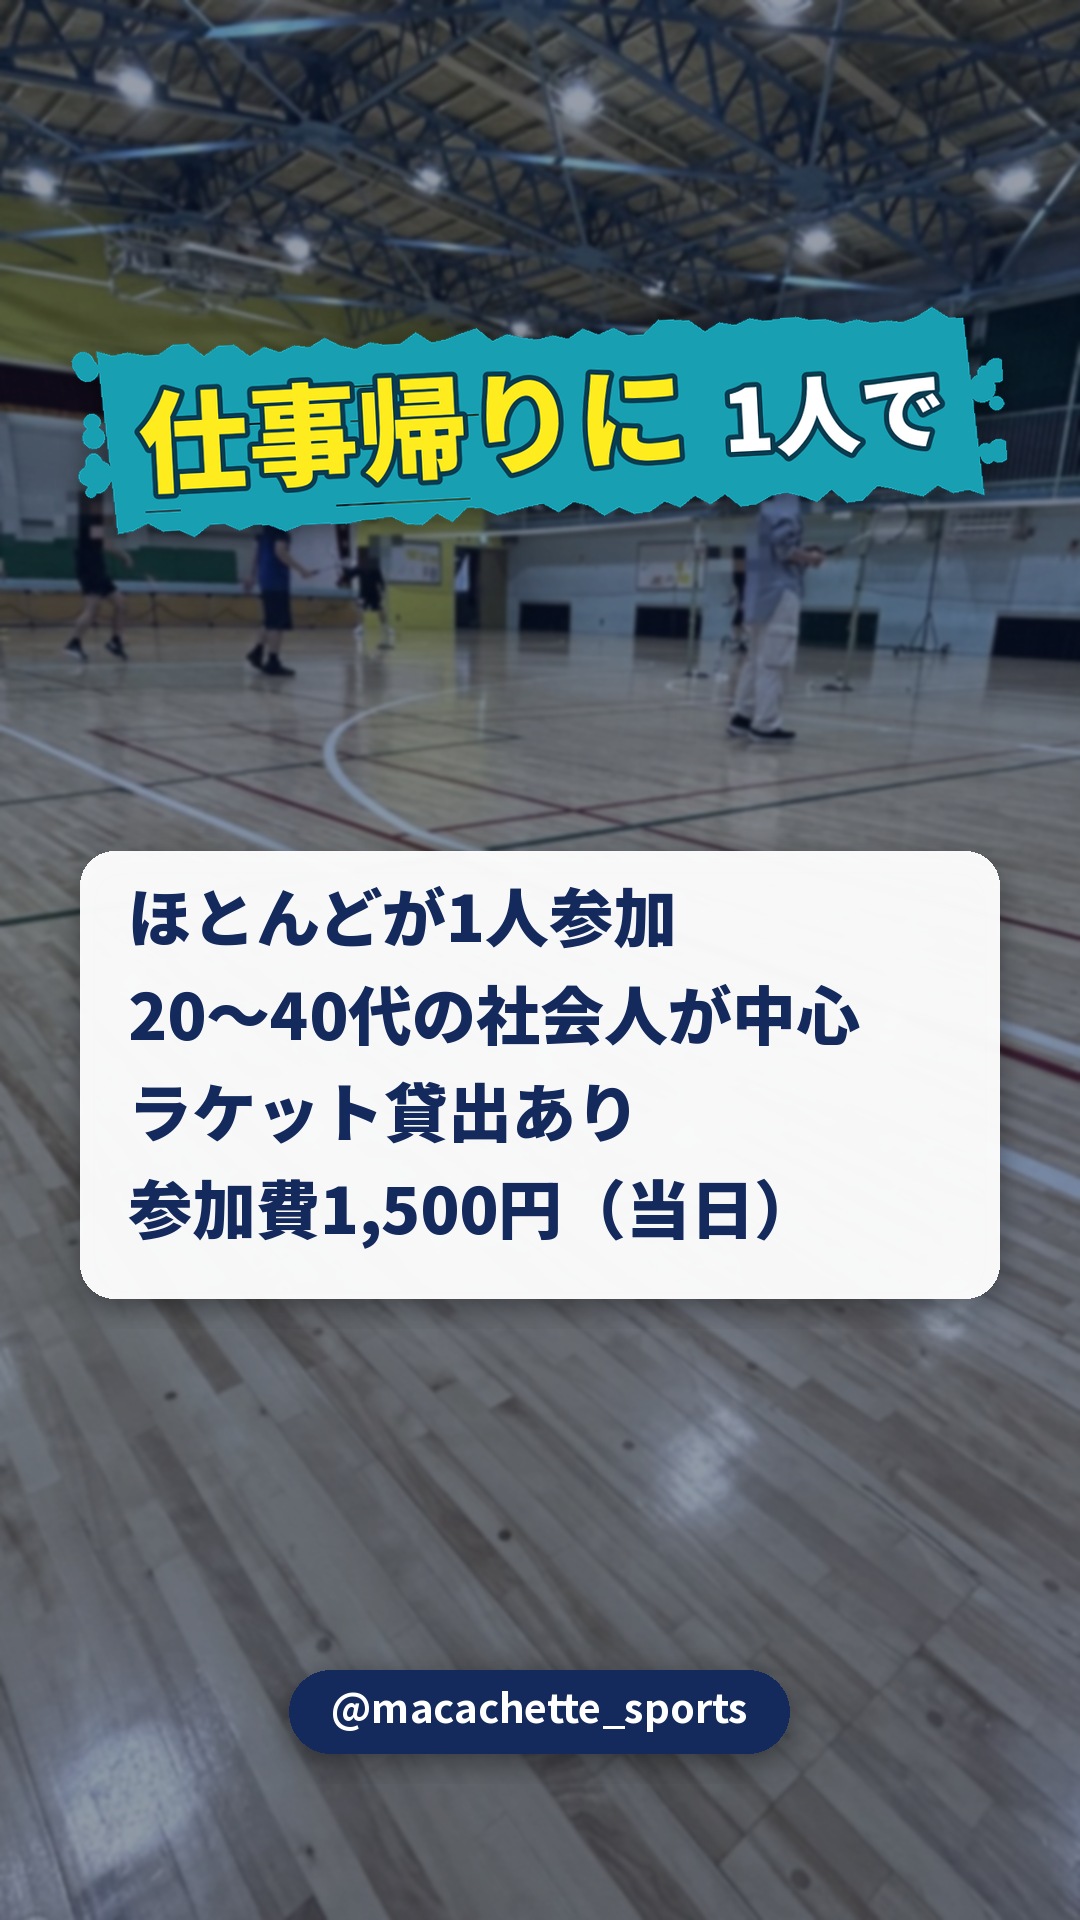 仕事帰りに 1人で
ほとんどが1人参加
20〜40代の社会人が中心
ラケット貸出あり
参加費1,500円（当日）
@macachette_sports